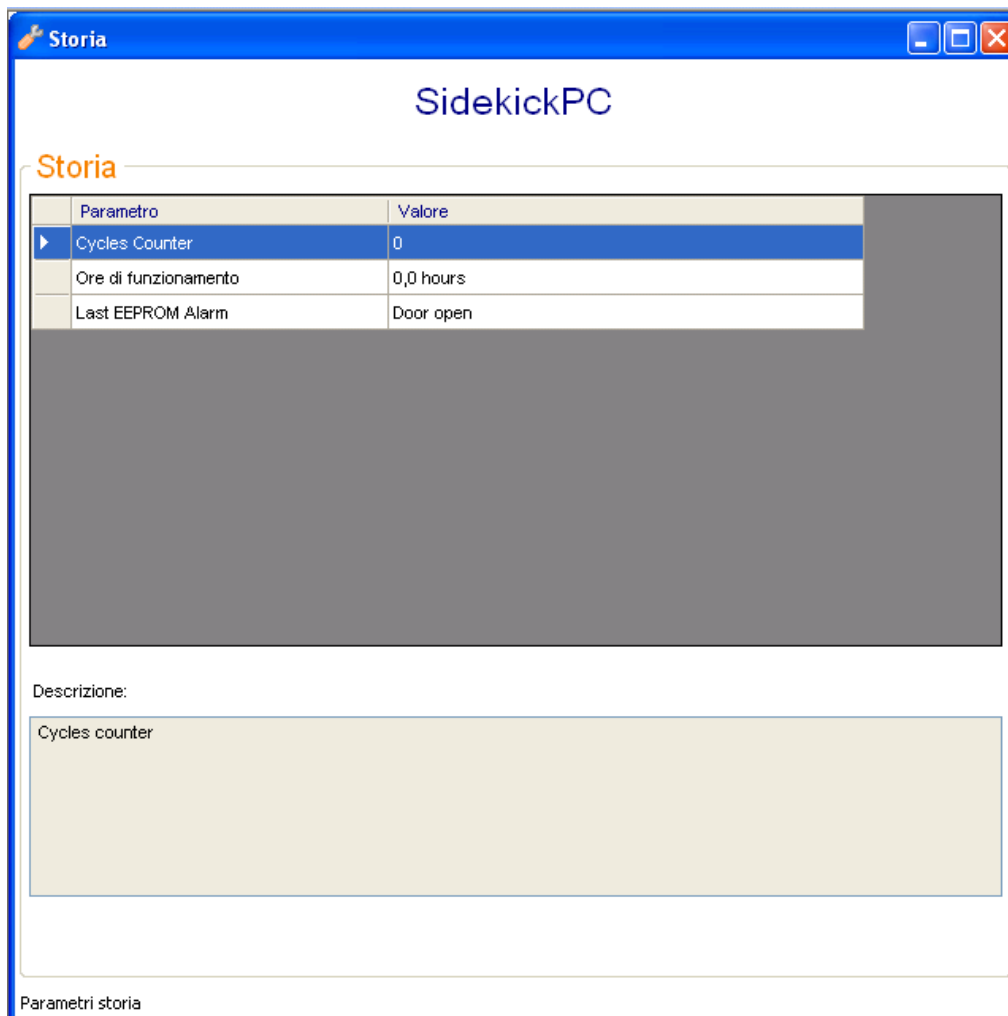 Storia
SidekickPC
Storia
Parametro Valore
Cycles Counter 0
Ore di funzionamento 0,0 hours
Last EEPROM Alarm Door open
Descrizione:
Cycles counter
Parametri storia